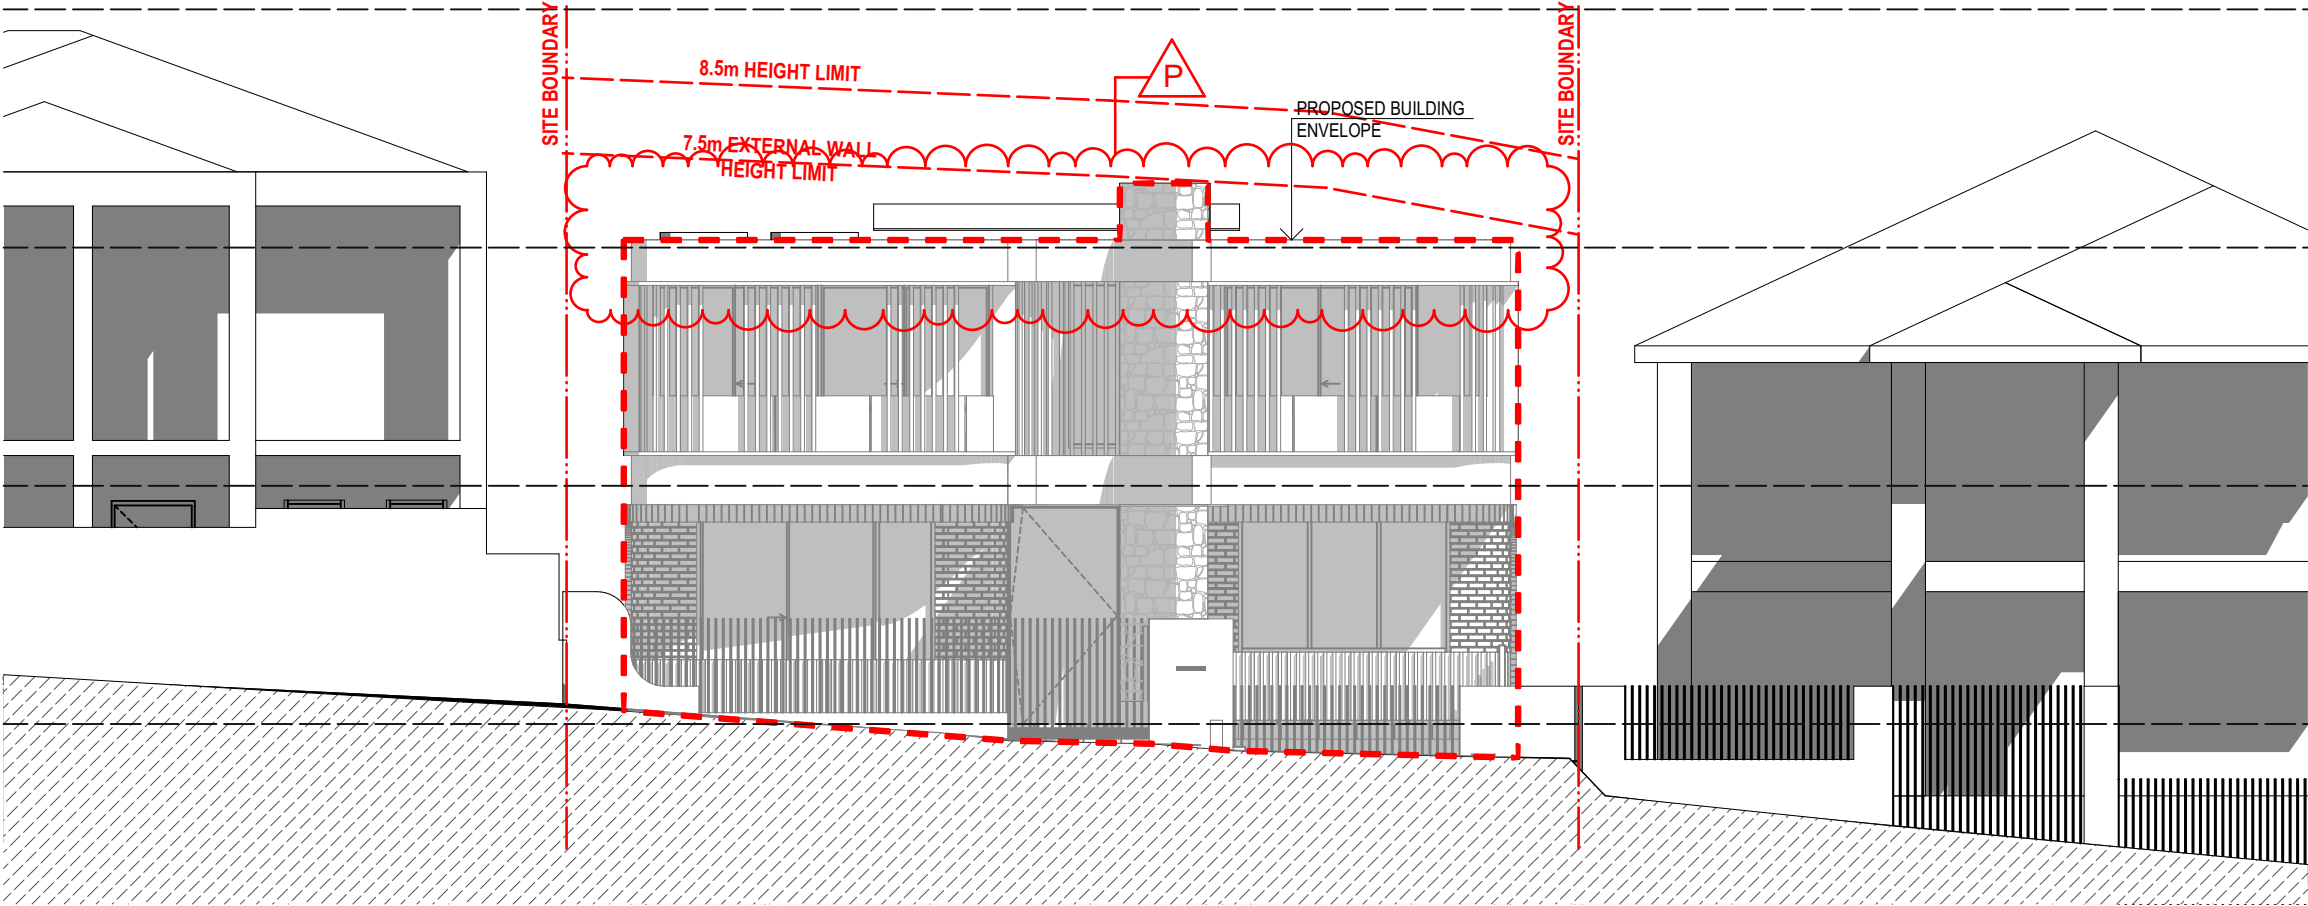 SITE BOUNDARY
8.5m HEIGHT LIMIT
P
PROPOSED BUILDING
ENVELOPE
SITE BOUNDARY
7.5m EXTERNAL WALL
HEIGHT LIMIT